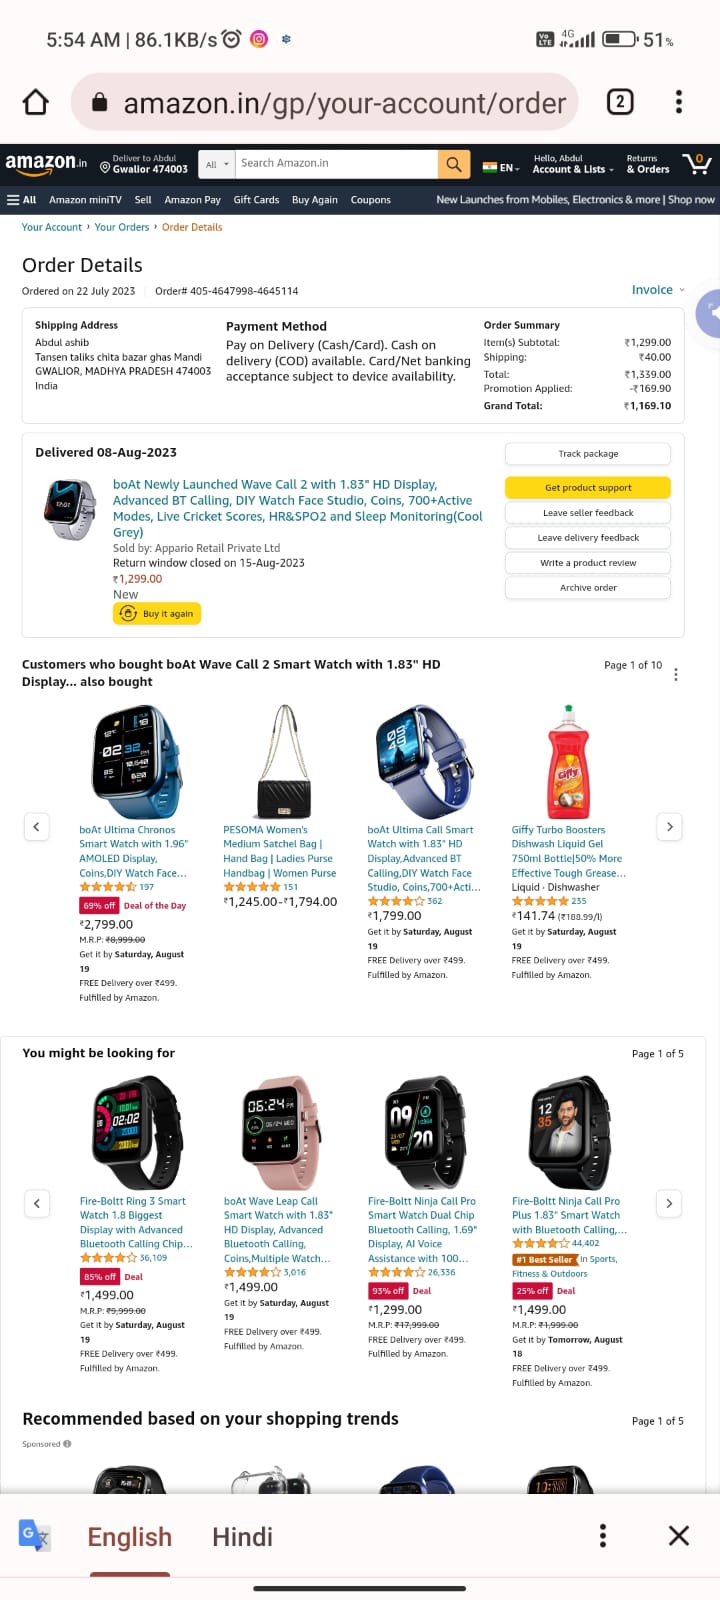 5:54 AM | 86.1KB/s
Vo LTE 4G 51%
amazon.in/gp/your-account/order 2
amazon.in Deliver to Abdul Gwalior 474003 All Search Amazon.in EN Hello, Abdul Account & Lists Returns & Orders 0
All Amazon miniTV Sell Amazon Pay Gift Cards Buy Again Coupons New Launches from Mobiles, Electronics & more | Shop now
Your Account › Your Orders › Order Details
Order Details
Ordered on 22 July 2023 Order# 405-4647998-4645114 Invoice
Shipping Address
Abdul ashib
Tansen taliks chita bazar ghas Mandi
GWALIOR, MADHYA PRADESH 474003
India
Payment Method
Pay on Delivery (Cash/Card). Cash on
delivery (COD) available. Card/Net banking
acceptance subject to device availability.
Order Summary
Item(s) Subtotal: ₹1,299.00
Shipping: ₹40.00
Total: ₹1,339.00
Promotion Applied: -₹169.90
Grand Total: ₹1,169.10
Delivered 08-Aug-2023
boAt Newly Launched Wave Call 2 with 1.83" HD Display,
Advanced BT Calling, DIY Watch Face Studio, Coins, 700+Active
Modes, Live Cricket Scores, HR&SPO2 and Sleep Monitoring(Cool
Grey)
Sold by: Appario Retail Private Ltd
Return window closed on 15-Aug-2023
₹1,299.00
New
Buy it again
Track package
Get product support
Leave seller feedback
Leave delivery feedback
Write a product review
Archive order
Customers who bought boAt Wave Call 2 Smart Watch with 1.83" HD
Display... also bought
Page 1 of 10
boAt Ultima Chronos
Smart Watch with 1.96"
AMOLED Display,
Coins,DIY Watch Face...
197
69% off Deal of the Day
₹2,799.00
M.R.P: ₹8,999.00
Get it by Saturday, August
19
FREE Delivery over ₹499.
Fulfilled by Amazon.
PESOMA Women's
Medium Satchel Bag |
Hand Bag | Ladies Purse
Handbag | Women Purse
151
₹1,245.00-₹1,794.00
boAt Ultima Call Smart
Watch with 1.83" HD
Display,Advanced BT
Calling,DIY Watch Face
Studio, Coins,700+Acti...
362
₹1,799.00
Get it by Saturday, August
19
FREE Delivery over ₹499.
Fulfilled by Amazon.
Giffy
Giffy Turbo Boosters
Dishwash Liquid Gel
750ml Bottle|50% More
Effective Tough Grease...
Liquid · Dishwasher
235
₹141.74 (₹188.99/l)
Get it by Saturday, August
19
FREE Delivery over ₹499.
Fulfilled by Amazon.
You might be looking for
Page 1 of 5
02:02
Fire-Boltt Ring 3 Smart
Watch 1.8 Biggest
Display with Advanced
Bluetooth Calling Chip...
36,109
85% off Deal
₹1,499.00
M.R.P: ₹9,999.00
Get it by Saturday, August
19
FREE Delivery over ₹499.
Fulfilled by Amazon.
06:24
boAt Wave Leap Call
Smart Watch with 1.83"
HD Display, Advanced
Bluetooth Calling,
Coins,Multiple Watch...
3,016
₹1,499.00
Get it by Saturday, August
19
FREE Delivery over ₹499.
Fulfilled by Amazon.
09
20
Fire-Boltt Ninja Call Pro
Smart Watch Dual Chip
Bluetooth Calling, 1.69"
Display, AI Voice
Assistance with 100...
26,336
93% off Deal
₹1,299.00
M.R.P: ₹17,999.00
Get it by Saturday, August
19
FREE Delivery over ₹499.
Fulfilled by Amazon.
12
35
Fire-Boltt Ninja Call Pro
Plus 1.83" Smart Watch
with Bluetooth Calling,...
44,402
#1 Best Seller in Sports,
Fitness & Outdoors
25% off Deal
₹1,499.00
M.R.P: ₹1,999.00
Get it by Tomorrow, August
18
FREE Delivery over ₹499.
Fulfilled by Amazon.
Recommended based on your shopping trends
Page 1 of 5
Sponsored
English Hindi